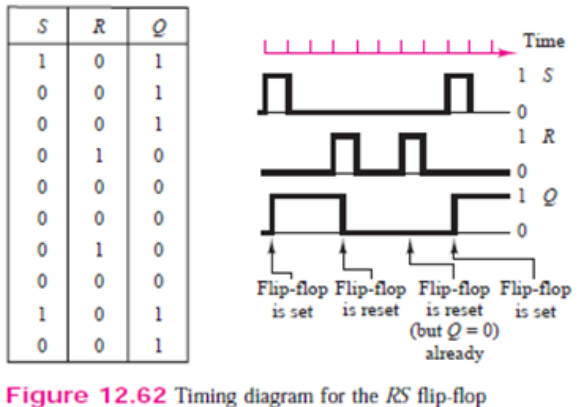 S R Q
1 0 1
0 0 1
0 0 1
0 1 0
0 0 0
0 0 0
0 1 0
0 0 0
1 0 1
0 0 1
Time
1 S
0
1 R
0
1 Q
0
Flip-flop Flip-flop Flip-flop Flip-flop
is set is reset is reset is set
(but Q = 0)
already
Figure 12.62 Timing diagram for the RS flip-flop